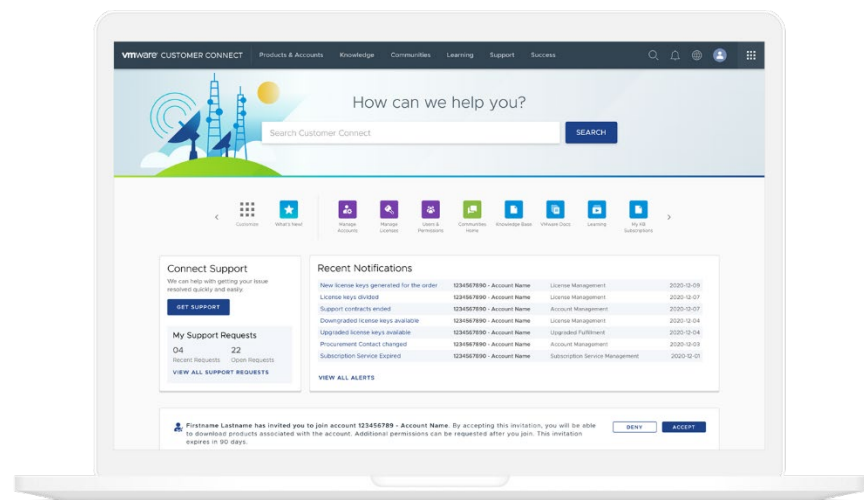 vmware® CUSTOMER CONNECT Products & Accounts Knowledge Communities Learning Support Success
How can we help you?
Search Customer Connect SEARCH
Customize What's New! Manage Accounts Manage Licenses Users & Permissions Communities Home Knowledge Base VMware Docs Learning My KB Subscriptions
Connect Support
We can help with getting your issue
resolved quickly and easily.
GET SUPPORT
My Support Requests
04 22
Recent Requests Open Requests
VIEW ALL SUPPORT REQUESTS
Recent Notifications
New license keys generated for the order 1234567890 - Account Name License Management 2020-12-09
License keys divided 1234567890 - Account Name License Management 2020-12-07
Support contracts ended 1234567890 - Account Name Account Management 2020-12-07
Downgraded license keys available 1234567890 - Account Name License Management 2020-12-04
Upgraded license keys available 1234567890 - Account Name Upgraded Fulfillment 2020-12-04
Procurement Contact changed 1234567890 - Account Name Account Management 2020-12-03
Subscription Service Expired 1234567890 - Account Name Subscription Service Management 2020-12-01
VIEW ALL ALERTS
Firstname Lastname has invited you to join account 123456789 - Account Name. By accepting this invitation, you will be able
to download products associated with the account. Additional permissions can be requested after you join. This invitation
expires in 90 days.
DENY ACCEPT